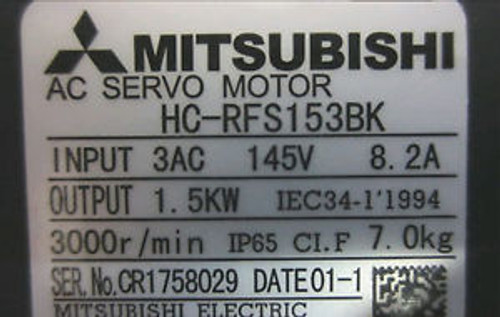 MITSUBISHI
AC SERVO MOTOR
HC-RFS153BK
INPUT 3AC 145V 8.2A
OUTPUT 1.5KW IEC34-1'1994
3000r/min IP65 CI.F 7.0kg
SER.No.CR1758029 DATE01-1
MITSUBISHI ELECTRIC